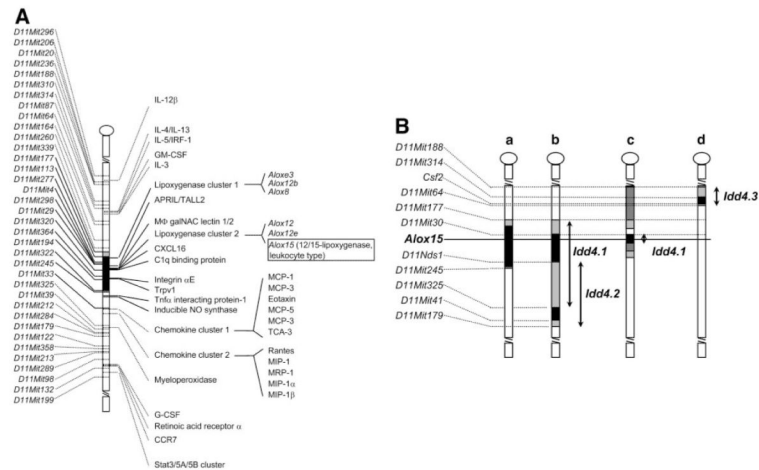 A
D11Mit296
D11Mit206
D11Mit20
D11Mit236
D11Mit188
D11Mit310
D11Mit314
D11Mit87
D11Mit64
D11Mit164
D11Mit260
D11Mit339
D11Mit177
D11Mit113
D11Mit277
D11Mit4
D11Mit298
D11Mit29
D11Mit320
D11Mit364
D11Mit194
D11Mit322
D11Mit245
D11Mit33
D11Mit325
D11Mit39
D11Mit212
D11Mit284
D11Mit179
D11Mit122
D11Mit358
D11Mit213
D11Mit289
D11Mit98
D11Mit132
D11Mit199
IL-12β
IL-4/IL-13
IL-5/IRF-1
GM-CSF
IL-3
Lipoxygenase cluster 1
Aloxe3
Alox12b
Alox8
APRIL/TALL2
MΦ galNAC lectin 1/2
Lipoxygenase cluster 2
Alox12
Alox12e
Alox15 (12/15-lipoxygenase,
leukocyte type)
CXCL16
C1q binding protein
Integrin αE
Trpv1
Tnfα interacting protein-1
Inducible NO synthase
Chemokine cluster 1
MCP-1
MCP-3
Eotaxin
MCP-5
MCP-3
TCA-3
Chemokine cluster 2
Rantes
MIP-1
MRP-1
MIP-1α
MIP-1β
Myeloperoxidase
G-CSF
Retinoic acid receptor α
CCR7
Stat3/5A/5B cluster
B
a b c d
D11Mit188
D11Mit314
Csf2
D11Mit64
D11Mit177
D11Mit30
Alox15
D11Nds1
D11Mit245
D11Mit325
D11Mit41
D11Mit179
Idd4.1
Idd4.2
Idd4.1
Idd4.3